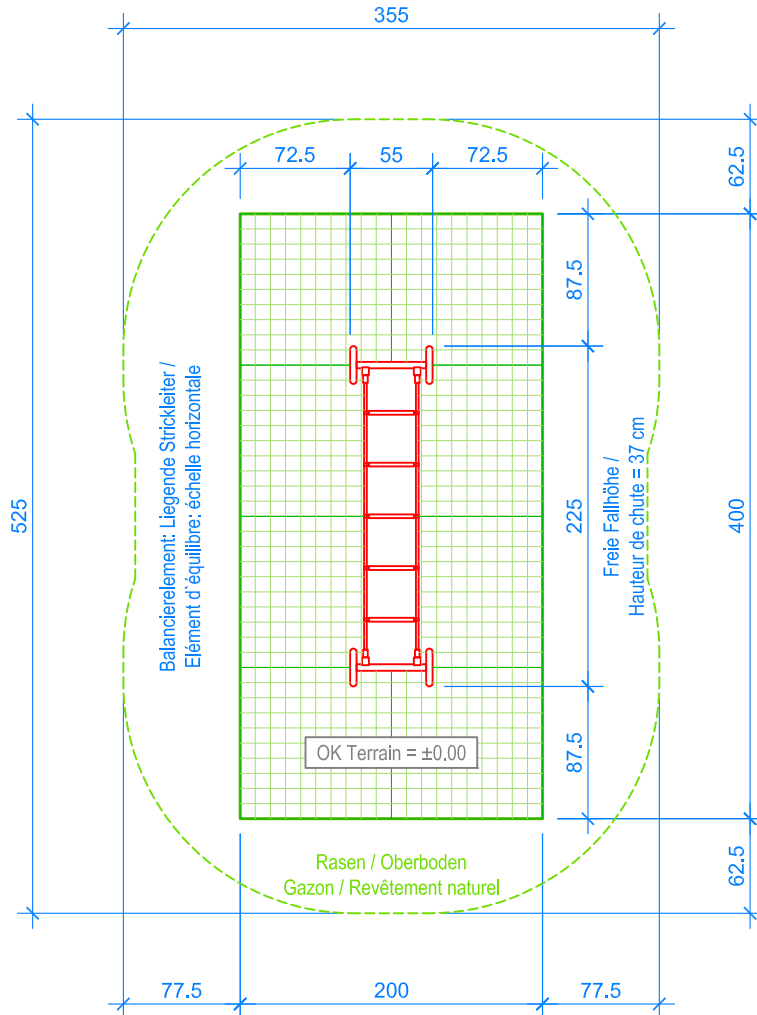 355
72.5
55
72.5
62.5
87.5
Balancierelement: Liegende Strickleiter /
Elément d`équilibre: échelle horizontale
525
225
Freie Fallhöhe /
Hauteur de chute = 37 cm
400
OK Terrain = ±0.00
87.5
Rasen / Oberboden
Gazon / Revêtement naturel
62.5
77.5
200
77.5